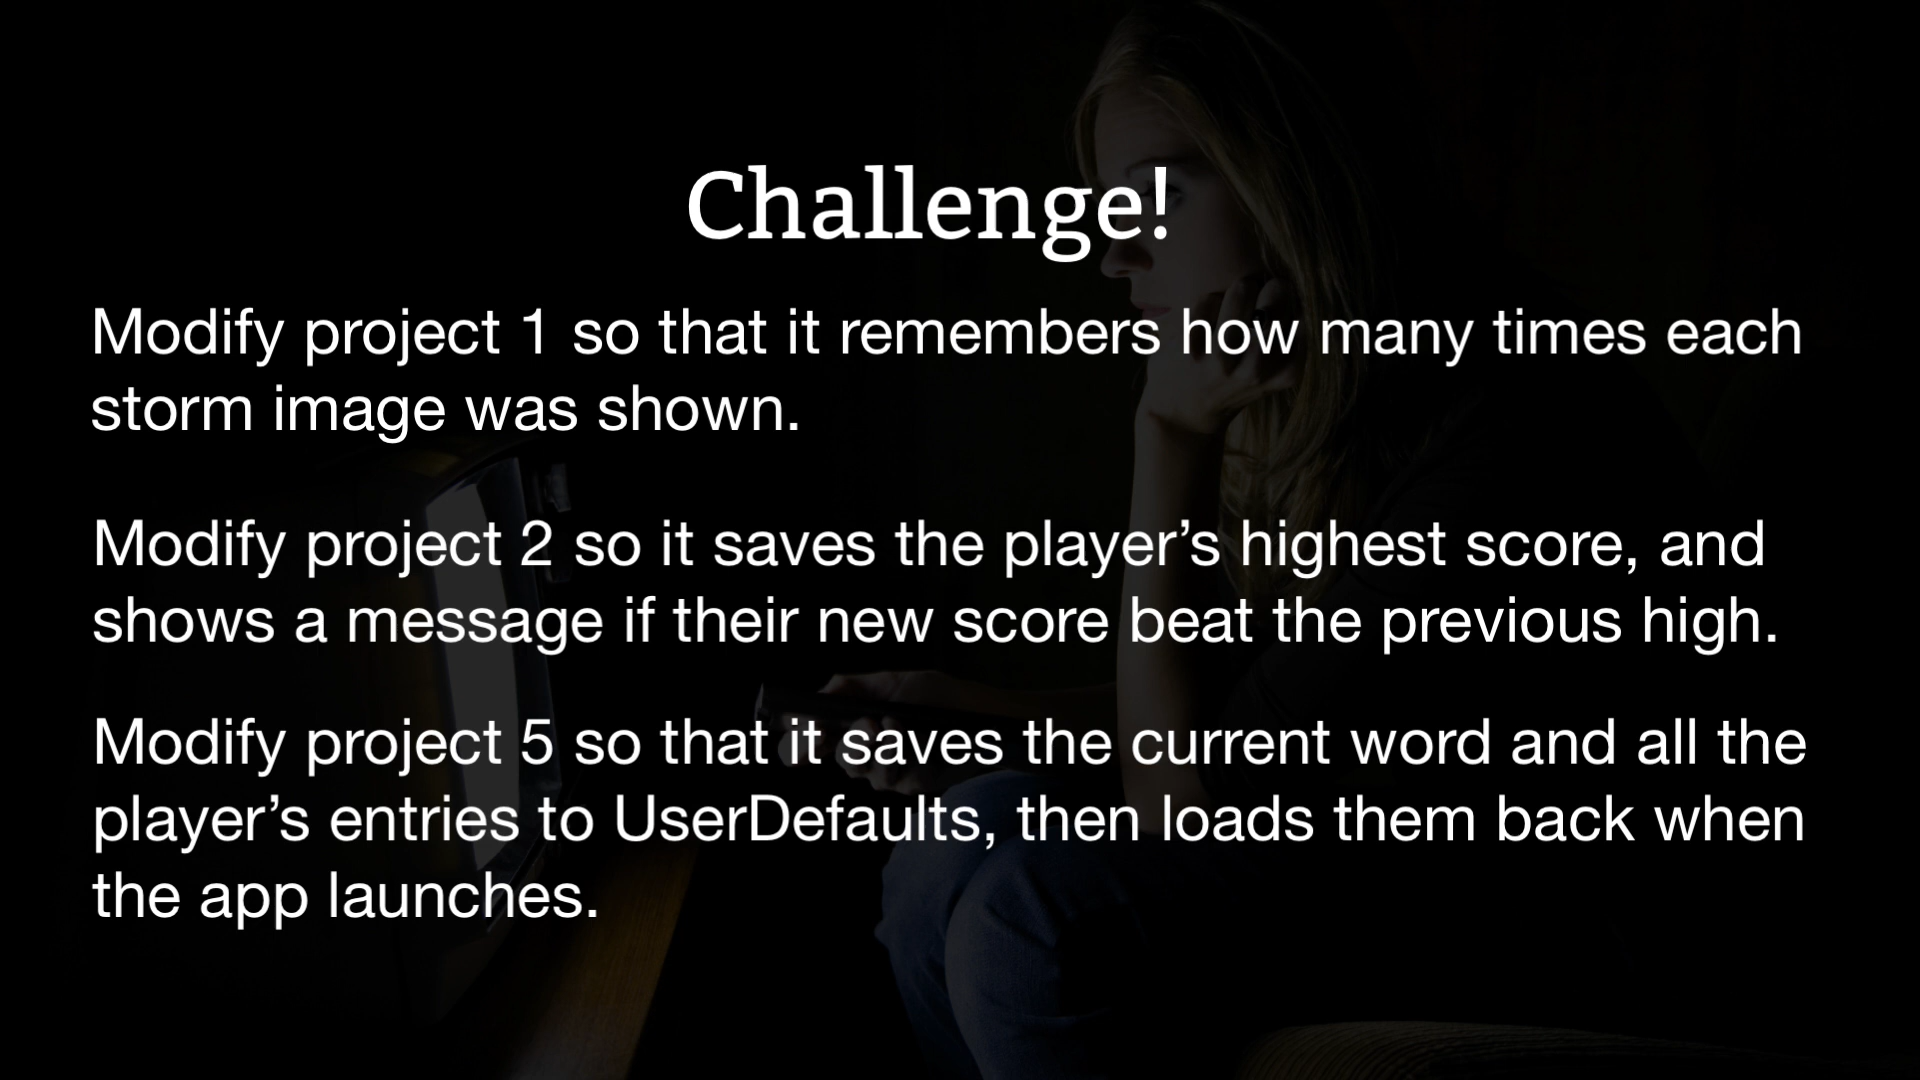 Challenge!
Modify project 1 so that it remembers how many times each
storm image was shown.
Modify project 2 so it saves the player’s highest score, and
shows a message if their new score beat the previous high.
Modify project 5 so that it saves the current word and all the
player’s entries to UserDefaults, then loads them back when
the app launches.